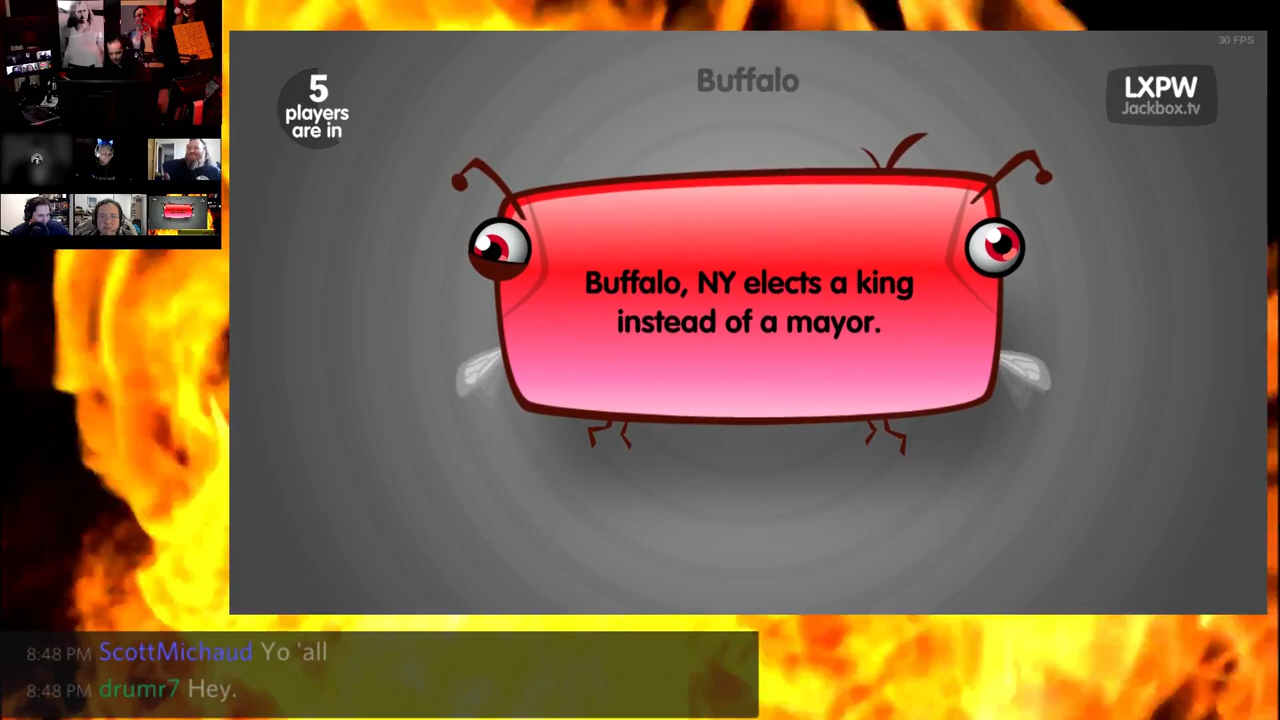 30 FPS
5
players
are in
Buffalo
LXPW
Jackbox.tv
Buffalo, NY elects a king
instead of a mayor.
8:48 PM ScottMichaud Yo 'all
8:48 PM drumr7 Hey.